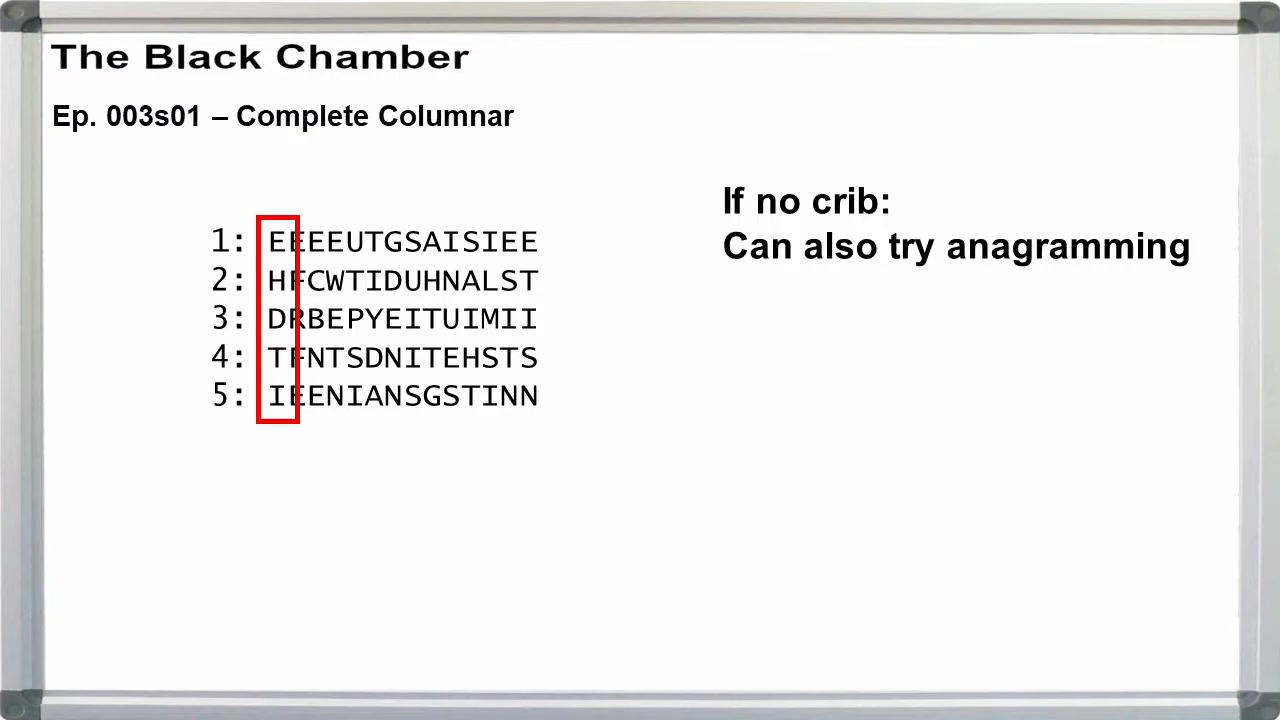 The Black Chamber
Ep. 003s01 – Complete Columnar
If no crib:
Can also try anagramming
1: EEEEUTGSAISIEE
2: HFCWTIDUHNALST
3: DRBEPYEITUIMII
4: TFNTSDNITEHSTS
5: IEENIANSGSTINN